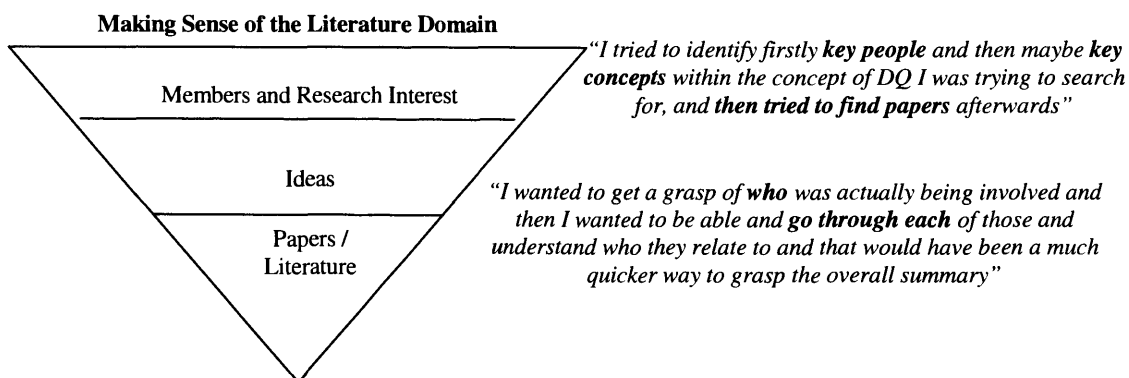 Making Sense of the Literature Domain
Members and Research Interest
Ideas
Papers /
Literature
“I tried to identify firstly key people and then maybe key
concepts within the concept of DQ I was trying to search
for, and then tried to find papers afterwards”
“I wanted to get a grasp of who was actually being involved and
then I wanted to be able and go through each of those and
understand who they relate to and that would have been a much
quicker way to grasp the overall summary”